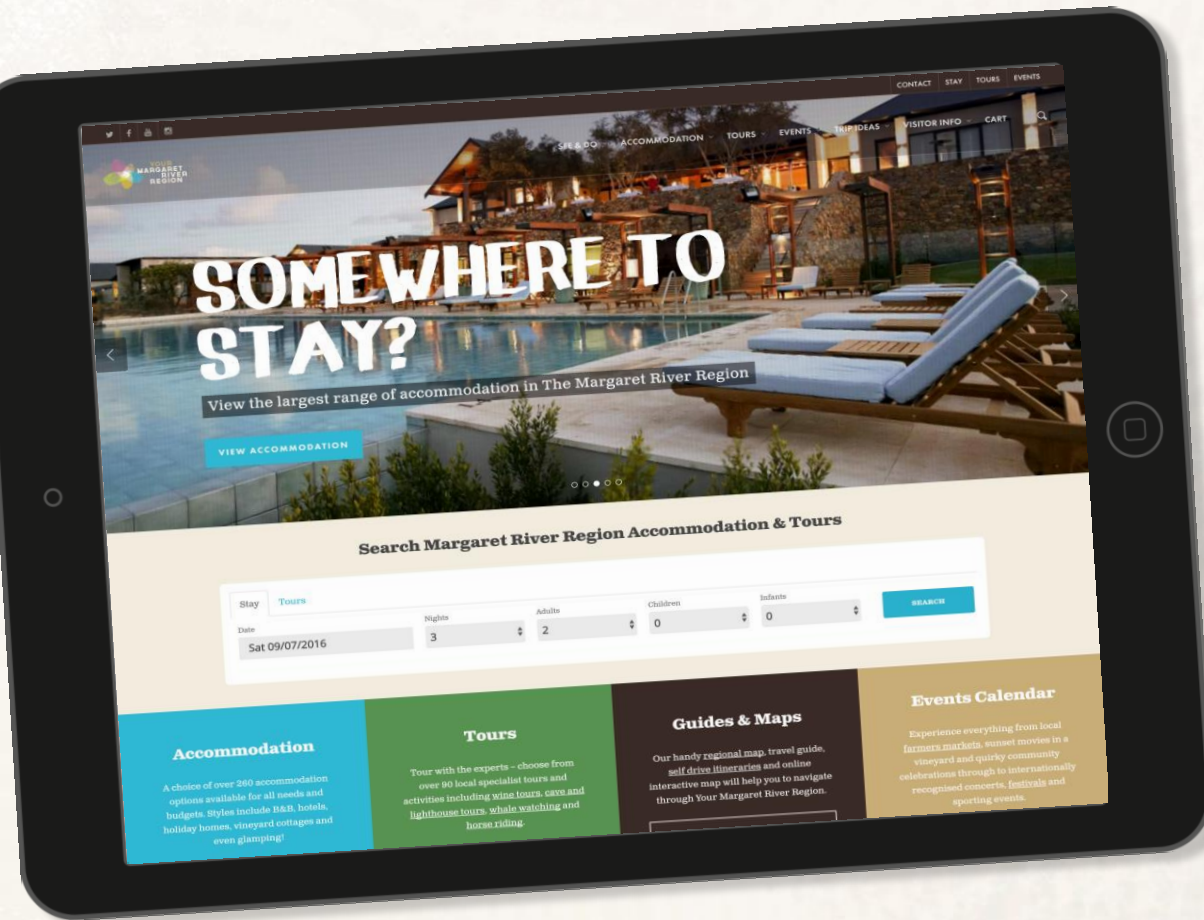 CONTACT STAY TOURS EVENTS
YOUR
MARGARET
RIVER
REGION
SEE & DO ACCOMMODATION TOURS EVENTS TRIP IDEAS VISITOR INFO CART
SOMEWHERE TO
STAY?
View the largest range of accommodation in The Margaret River Region
VIEW ACCOMMODATION
Search Margaret River Region Accommodation & Tours
Stay Tours
Date Nights Adults Children Infants
Sat 09/07/2016 3 2 0 0 SEARCH
Accommodation
A choice of over 260 accommodation
options available for all needs and
budgets. Styles include B&B, hotels,
holiday homes, vineyard cottages and
even glamping!
Tours
Tour with the experts – choose from
over 90 local specialist tours and
activities including wine tours, cave and
lighthouse tours, whale watching and
horse riding.
Guides & Maps
Our handy regional map, travel guide,
self drive itineraries and online
interactive map will help you to navigate
through Your Margaret River Region.
Events Calendar
Experience everything from local
farmers markets, sunset movies in a
vineyard and quirky community
celebrations through to internationally
recognised concerts, festivals and
sporting events.